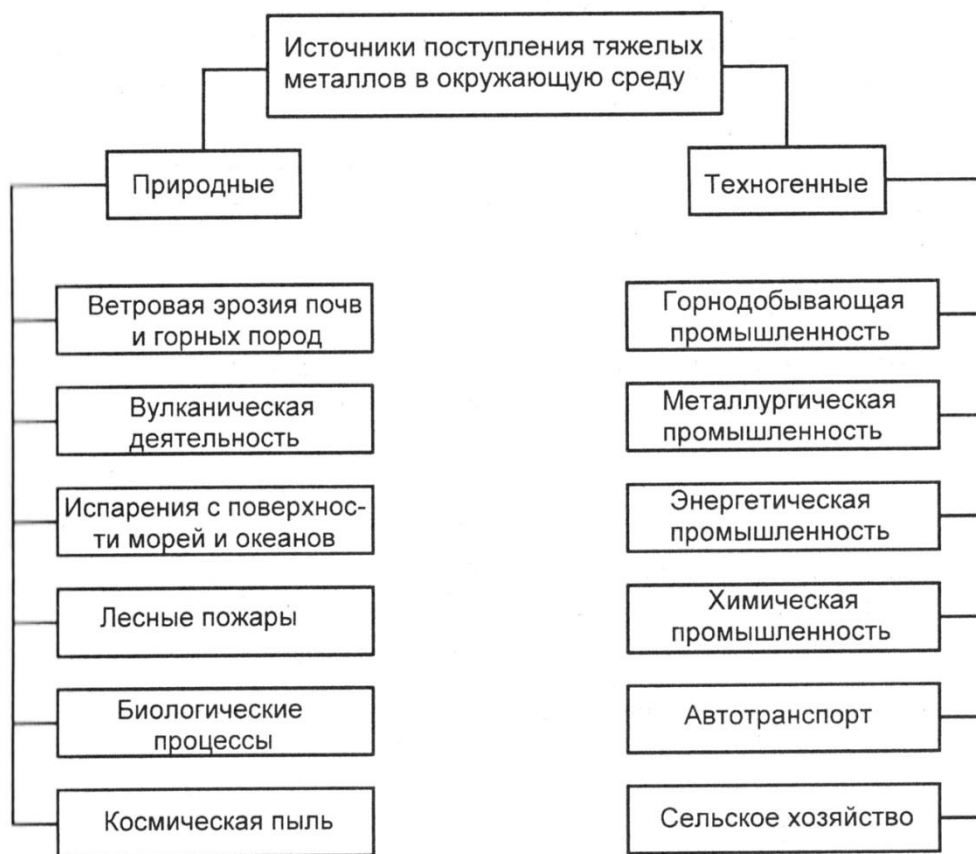 Источники поступления тяжелых
металлов в окружающую среду
Природные
Техногенные
Ветровая эрозия почв
и горных пород
Вулканическая
деятельность
Испарения с поверхнос-
ти морей и океанов
Лесные пожары
Биологические
процессы
Космическая пыль
Горнодобывающая
промышленность
Металлургическая
промышленность
Энергетическая
промышленность
Химическая
промышленность
Автотранспорт
Сельское хозяйство